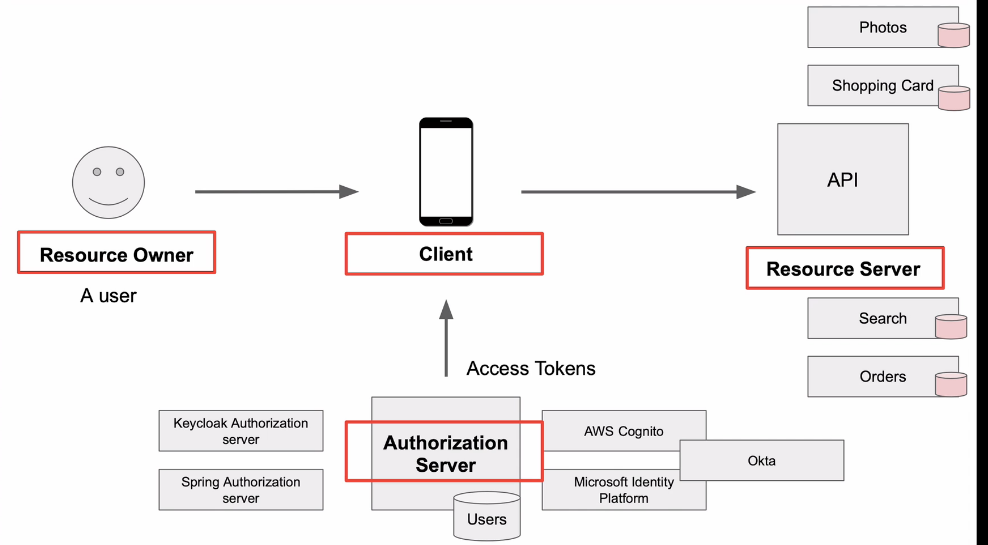 Photos
Shopping Card
API
Resource Owner
A user
Client
Resource Server
Search
Orders
Access Tokens
Keycloak Authorization
server
Spring Authorization
server
Authorization
Server
Users
AWS Cognito
Okta
Microsoft Identity
Platform